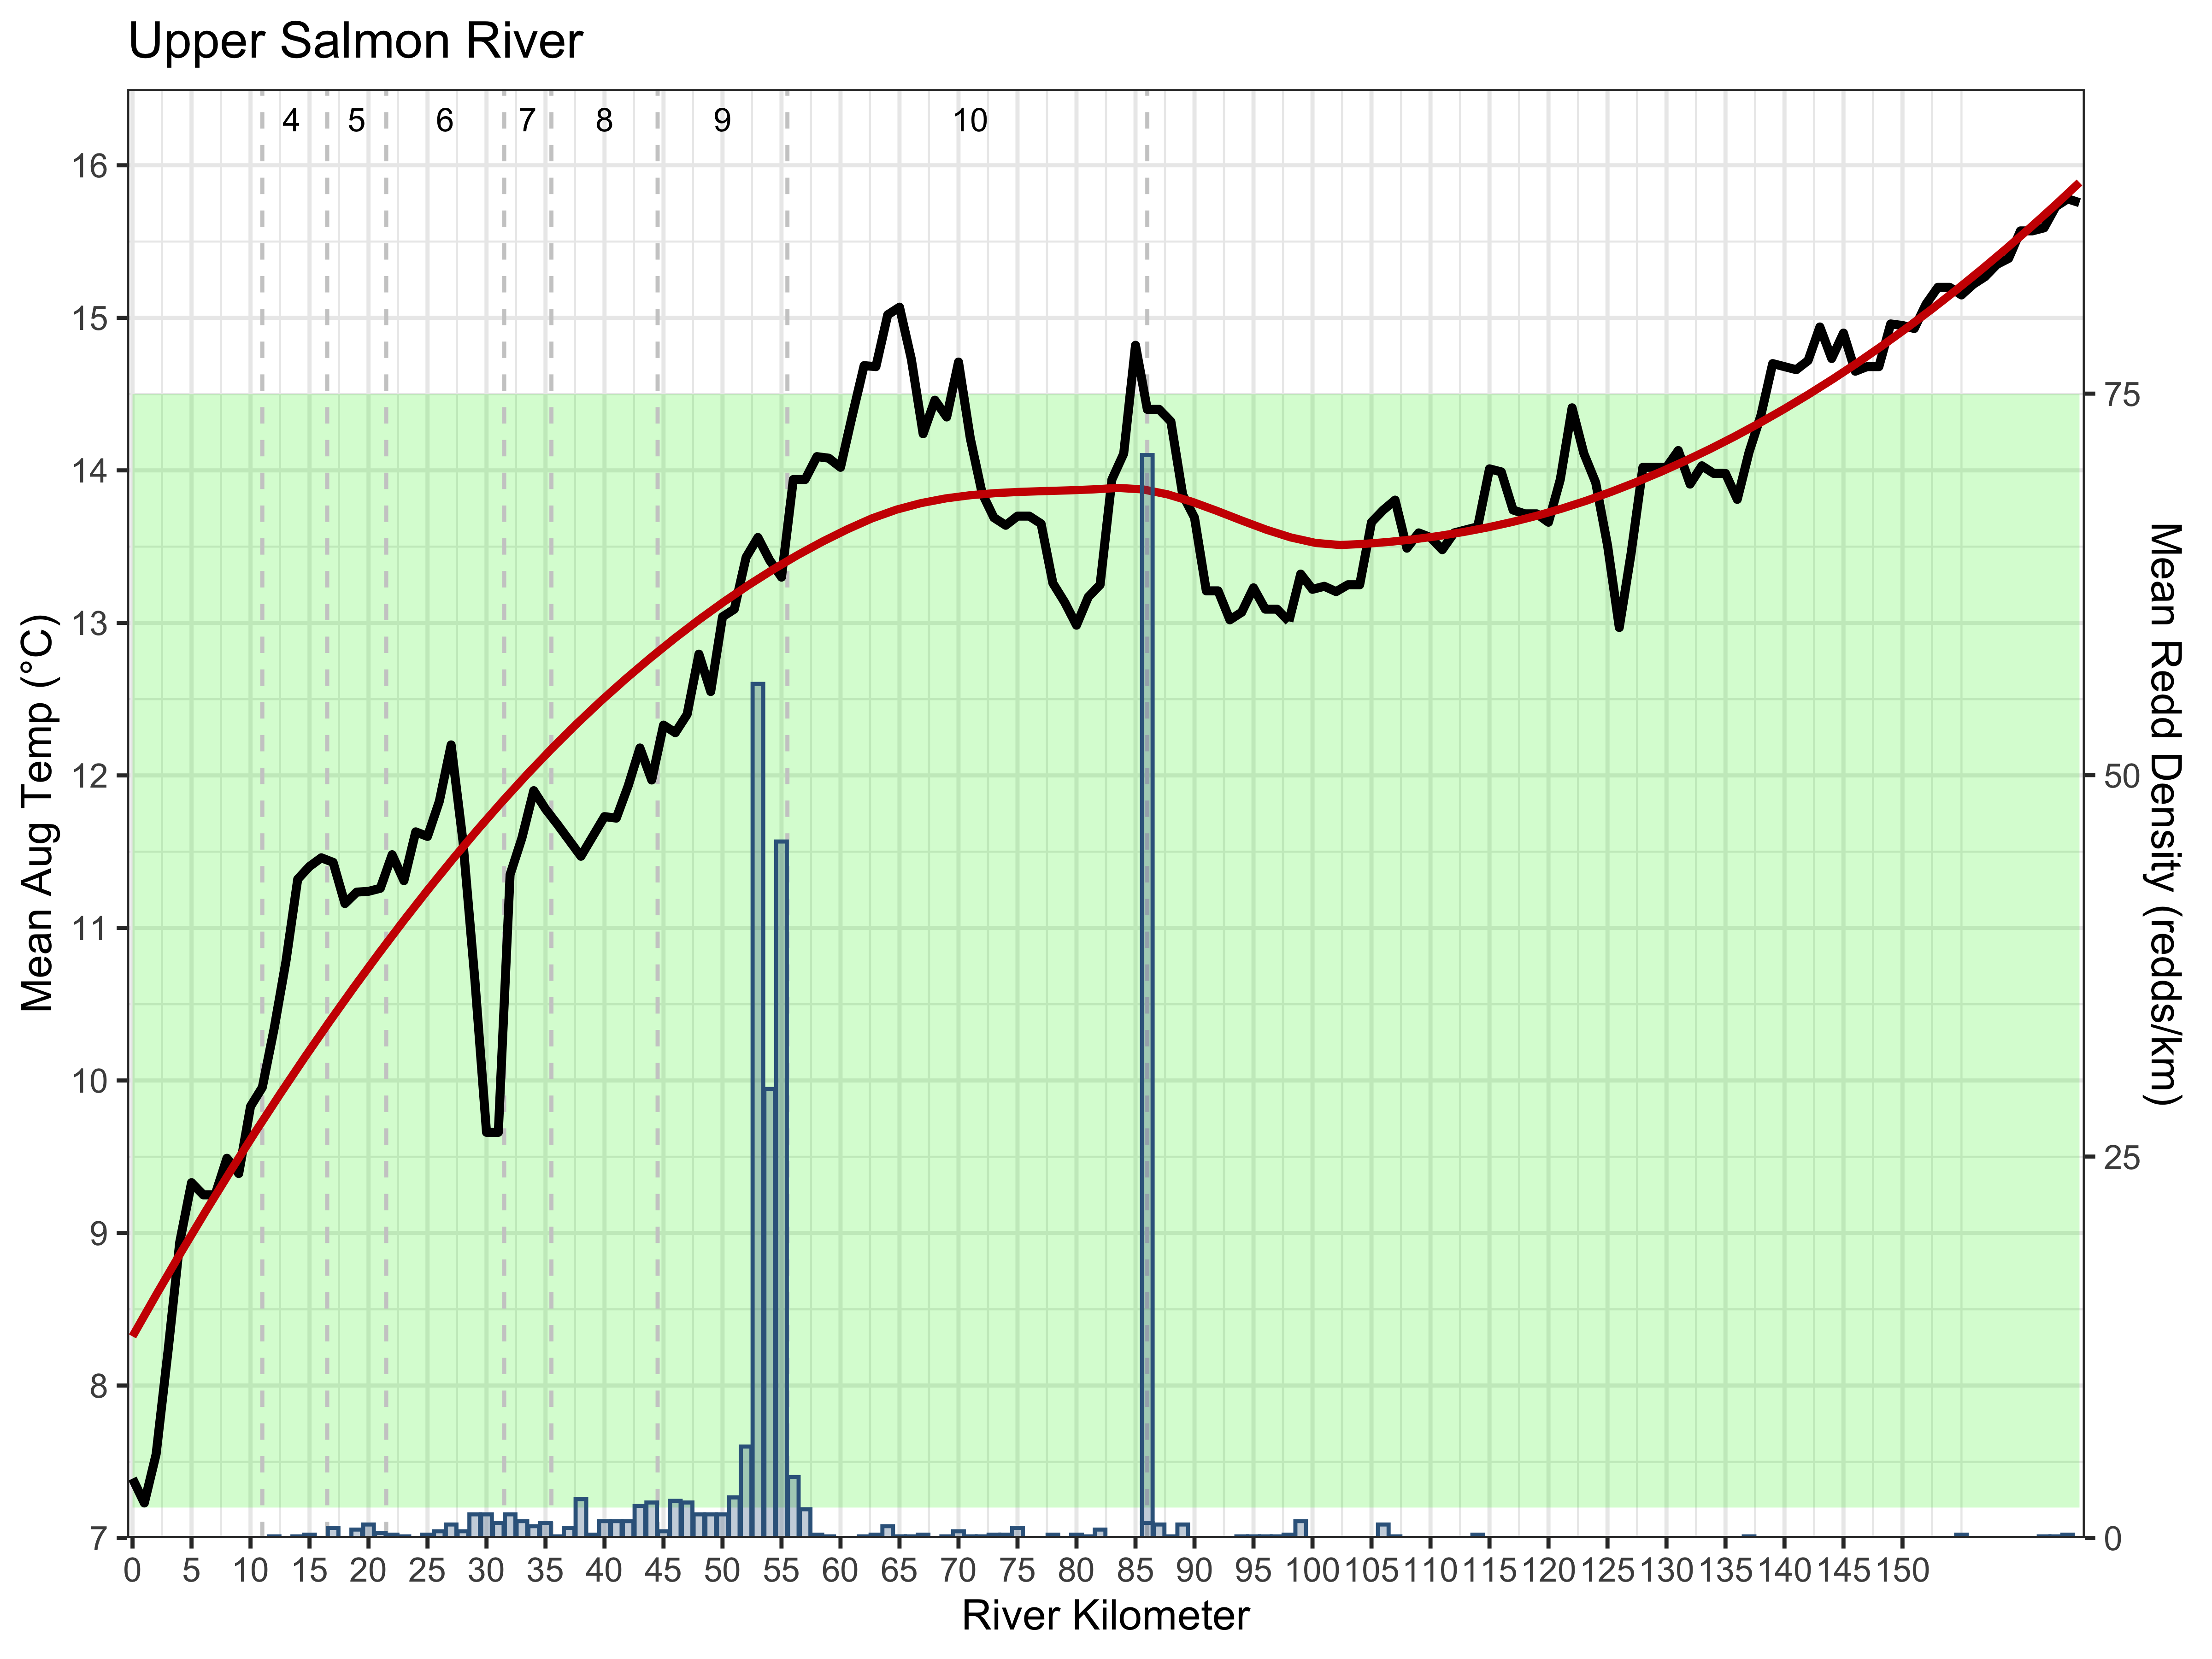 Upper Salmon River
4 5 6 7 8 9 10
16
15
14
13
12
11
10
9
8
7
Mean Aug Temp (°C)
75
50
25
0
Mean Redd Density (redds/km)
0 5 10 15 20 25 30 35 40 45 50 55 60 65 70 75 80 85 90 95 100 105 110 115 120 125 130 135 140 145 150
River Kilometer